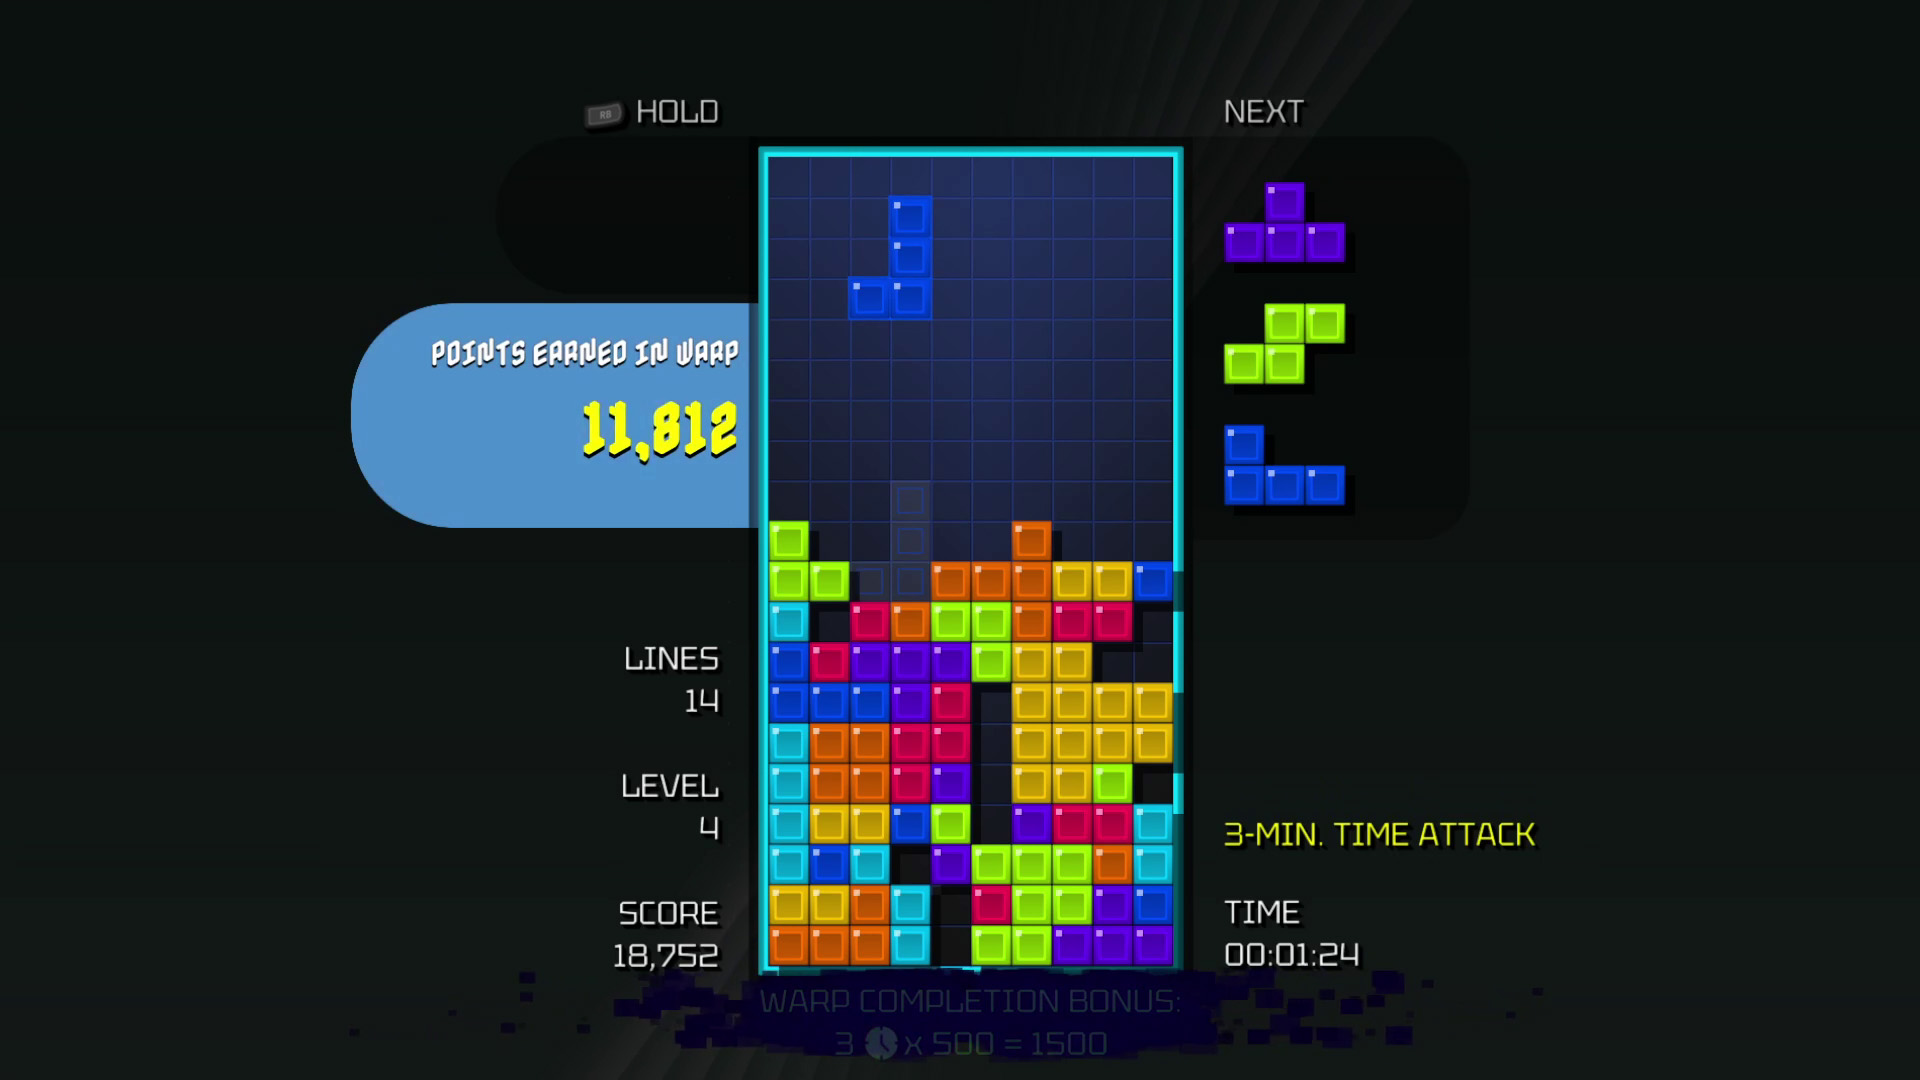 RB HOLD
NEXT
POINTS EARNED IN WARP
11,812
LINES
14
LEVEL
4
SCORE
18,752
3-MIN. TIME ATTACK
TIME
00:01:24
WARP COMPLETION BONUS:
3 x 500 = 1500